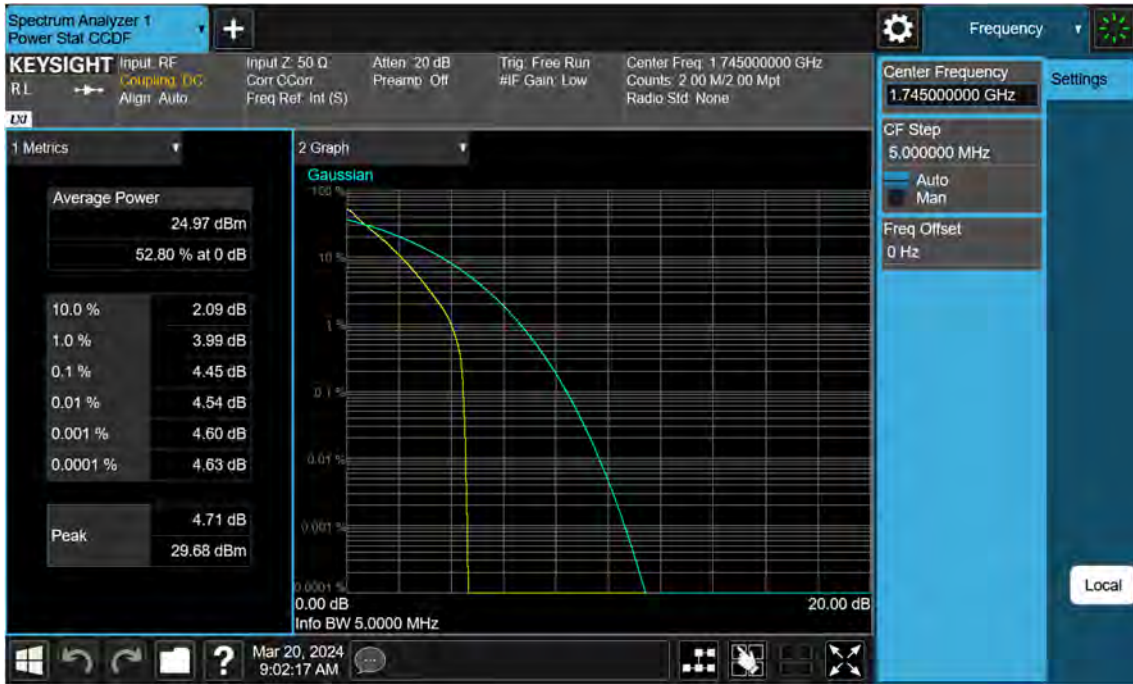 Spectrum Analyzer 1
Power Stat CCDF
Frequency
KEYSIGHT
RL
LXI
Input: RF
Coupling: DC
Align: Auto
Input Z: 50 Ω
Corr CCorr
Freq Ref: Int (S)
Atten: 20 dB
Preamp: Off
Trig: Free Run
#IF Gain: Low
Center Freq: 1.745000000 GHz
Counts: 2.00 M/2.00 Mpt
Radio Std: None
Center Frequency
1.745000000 GHz
Settings
CF Step
5.000000 MHz
Auto
Man
Freq Offset
0 Hz
Local
1 Metrics
Average Power
24.97 dBm
52.80 % at 0 dB
10.0 % 2.09 dB
1.0 % 3.99 dB
0.1 % 4.45 dB
0.01 % 4.54 dB
0.001 % 4.60 dB
0.0001 % 4.63 dB
Peak
4.71 dB
29.68 dBm
2 Graph
Gaussian
100 %
10 %
1 %
0.1 %
0.01 %
0.001 %
0.0001 %
0.00 dB 20.00 dB
Info BW 5.0000 MHz
?
Mar 20, 2024
9:02:17 AM